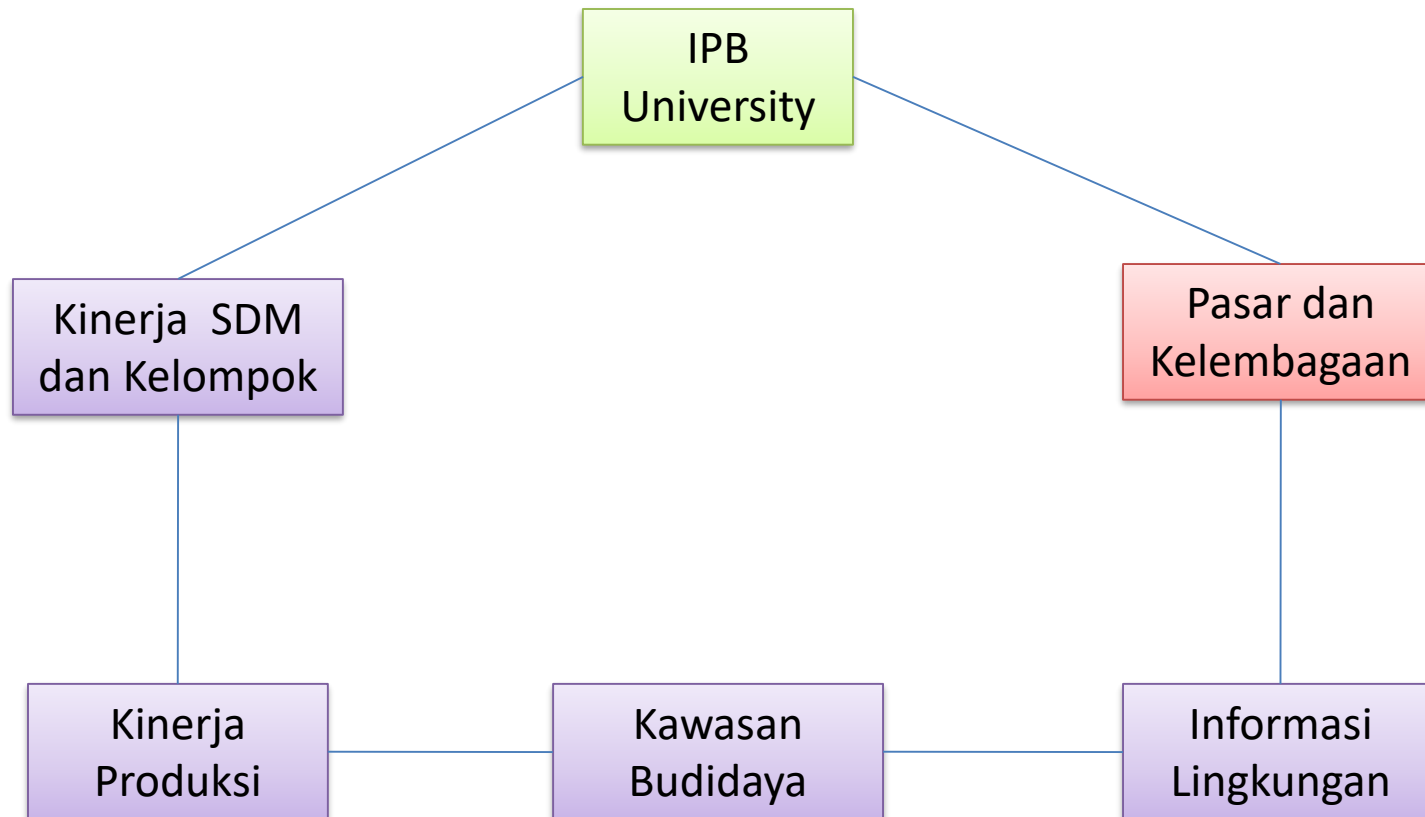 IPB
University
Kinerja  SDM
dan Kelompok
Pasar dan
Kelembagaan
Kinerja
Produksi
Kawasan
Budidaya
Informasi
Lingkungan